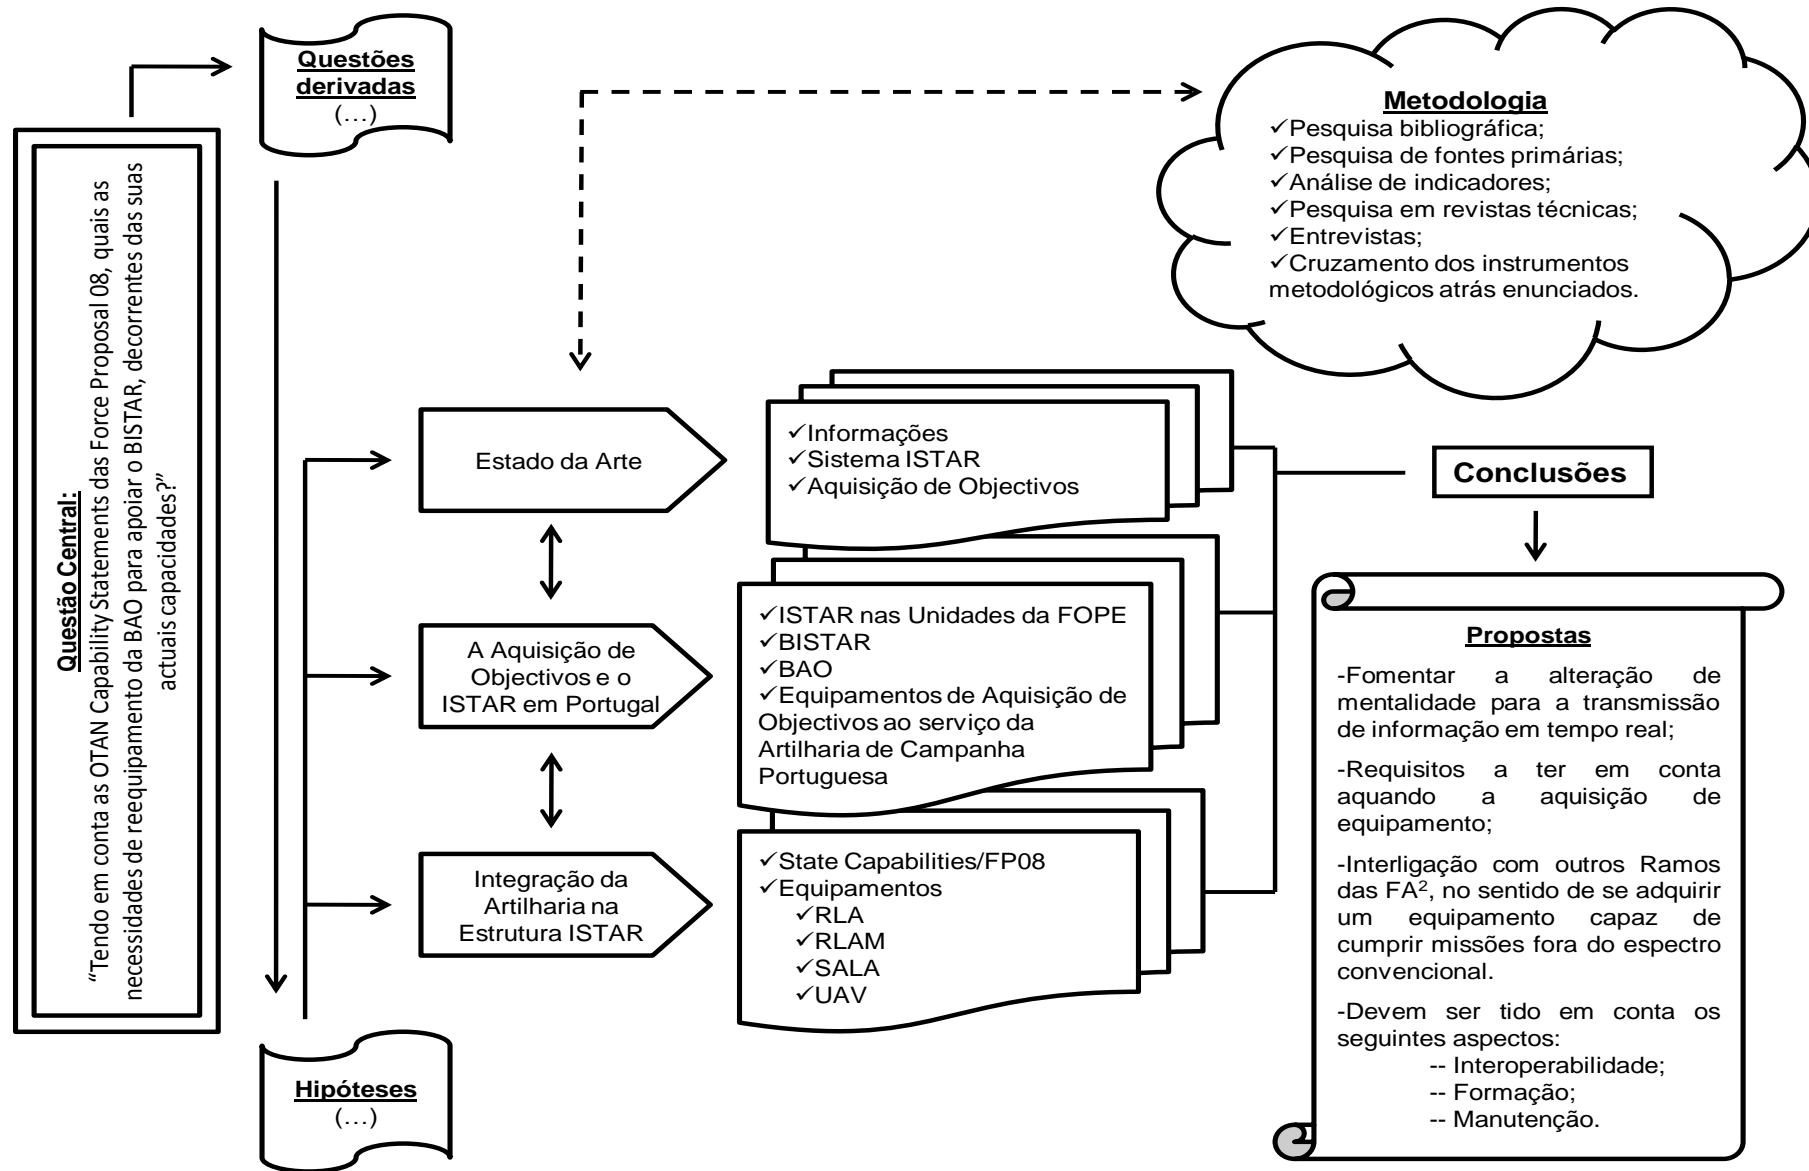 Questões
derivadas
(…)
Metodologia
✓Pesquisa bibliográfica;
✓Pesquisa de fontes primárias;
✓Análise de indicadores;
✓Pesquisa em revistas técnicas;
✓Entrevistas;
✓Cruzamento dos instrumentos
metodológicos atrás enunciados.
Questão Central:
“Tendo em conta as OTAN Capability Statements das Force Proposal 08, quais as
necessidades de reequipamento da BAO para apoiar o BISTAR, decorrentes das suas
actuais capacidades?”
Estado da Arte
✓Informações
✓Sistema ISTAR
✓Aquisição de Objectivos
A Aquisição de
Objectivos e o
ISTAR em Portugal
✓ISTAR nas Unidades da FOPE
✓BISTAR
✓BAO
✓Equipamentos de Aquisição de
Objectivos ao serviço da
Artilharia de Campanha
Portuguesa
Integração da
Artilharia na
Estrutura ISTAR
✓State Capabilities/FP08
✓Equipamentos
✓RLA
✓RLAM
✓SALA
✓UAV
Hipóteses
(…)
Conclusões
Propostas
-Fomentar a alteração de
mentalidade para a transmissão
de informação em tempo real;
-Requisitos a ter em conta
aquando a aquisição de
equipamento;
-Interligação com outros Ramos
das FA², no sentido de se adquirir
um equipamento capaz de
cumprir missões fora do espectro
convencional.
-Devem ser tido em conta os
seguintes aspectos:
-- Interoperabilidade;
-- Formação;
-- Manutenção.